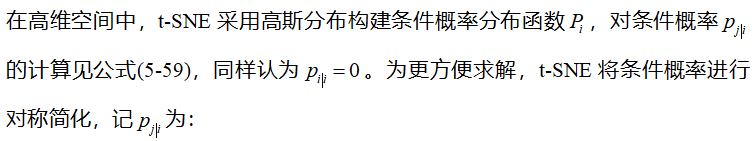 在高维空间中，t-SNE 采用高斯分布构建条件概率分布函数 P_i，对条件概率 p_{j|i}
的计算见公式(5-59)，同样认为 p_{i|i} = 0。为更方便求解，t-SNE 将条件概率进行
对称简化，记 p_{j|i} 为：